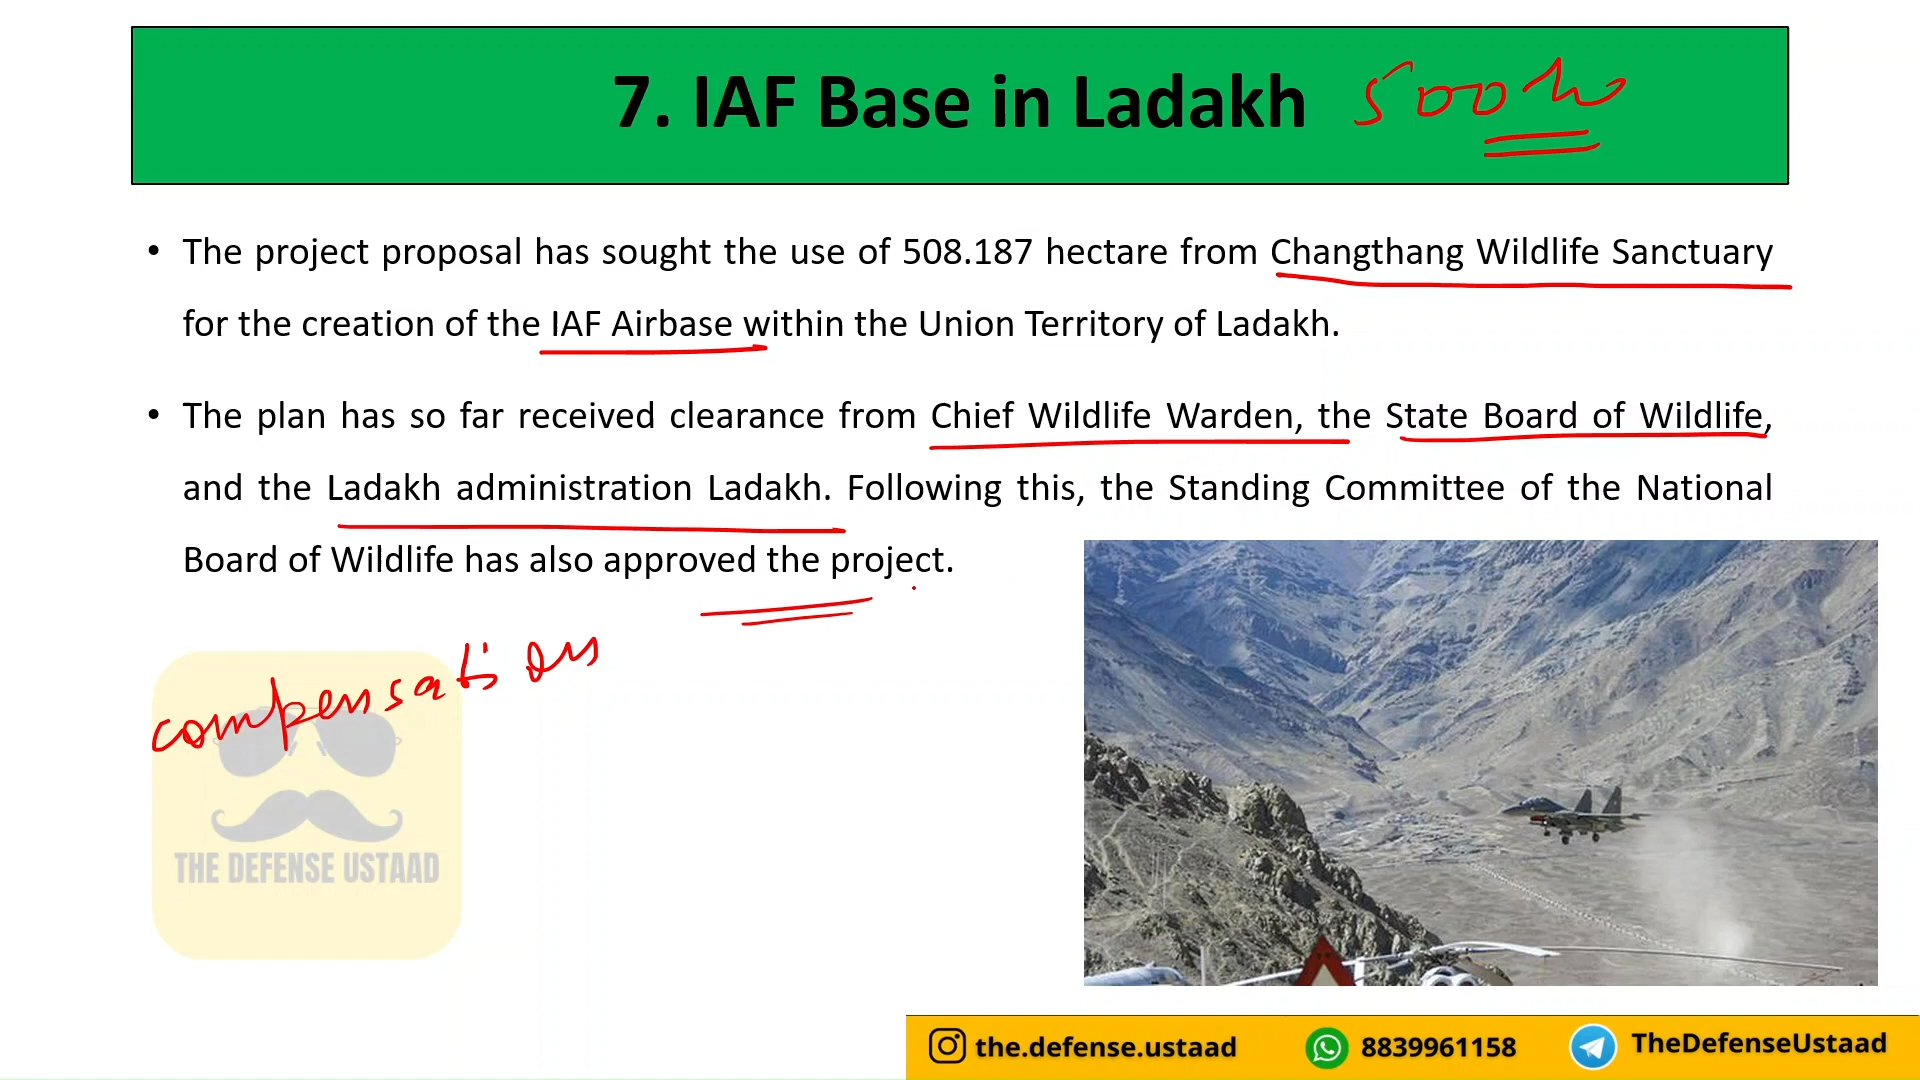 7. IAF Base in Ladakh
• The project proposal has sought the use of 508.187 hectare from Changthang Wildlife Sanctuary
for the creation of the IAF Airbase within the Union Territory of Ladakh.
• The plan has so far received clearance from Chief Wildlife Warden, the State Board of Wildlife,
and the Ladakh administration Ladakh. Following this, the Standing Committee of the National
Board of Wildlife has also approved the project.
compensation
THE DEFENSE USTAAD
the.defense.ustaad 8839961158 TheDefenseUstaad